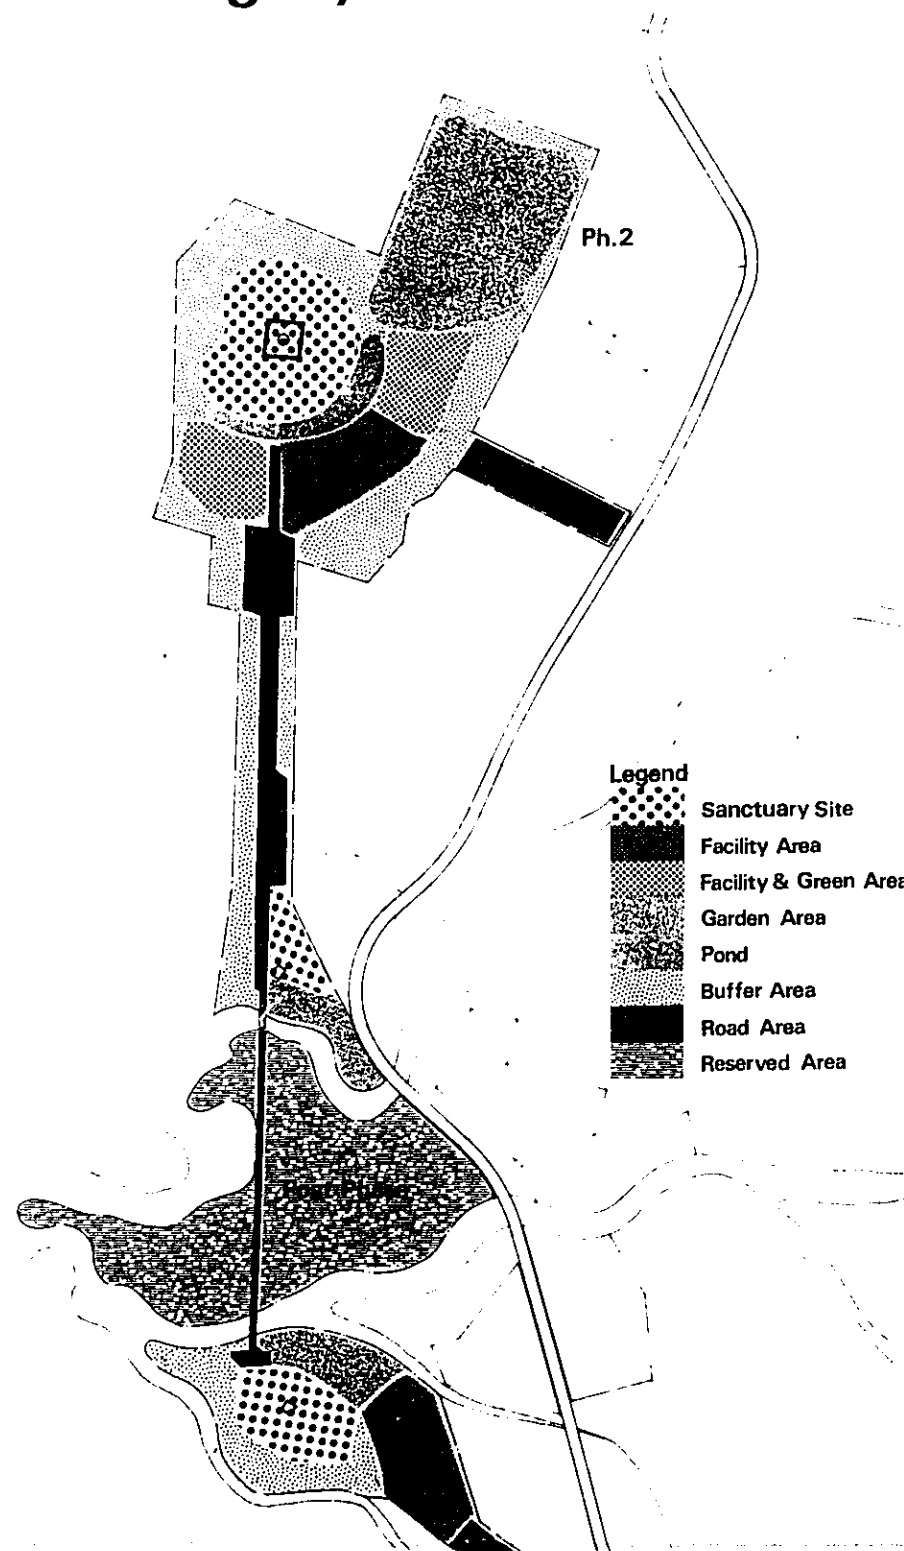 Ph.2
Legend
Sanctuary Site
Facility Area
Facility & Green Area
Garden Area
Pond
Buffer Area
Road Area
Reserved Area